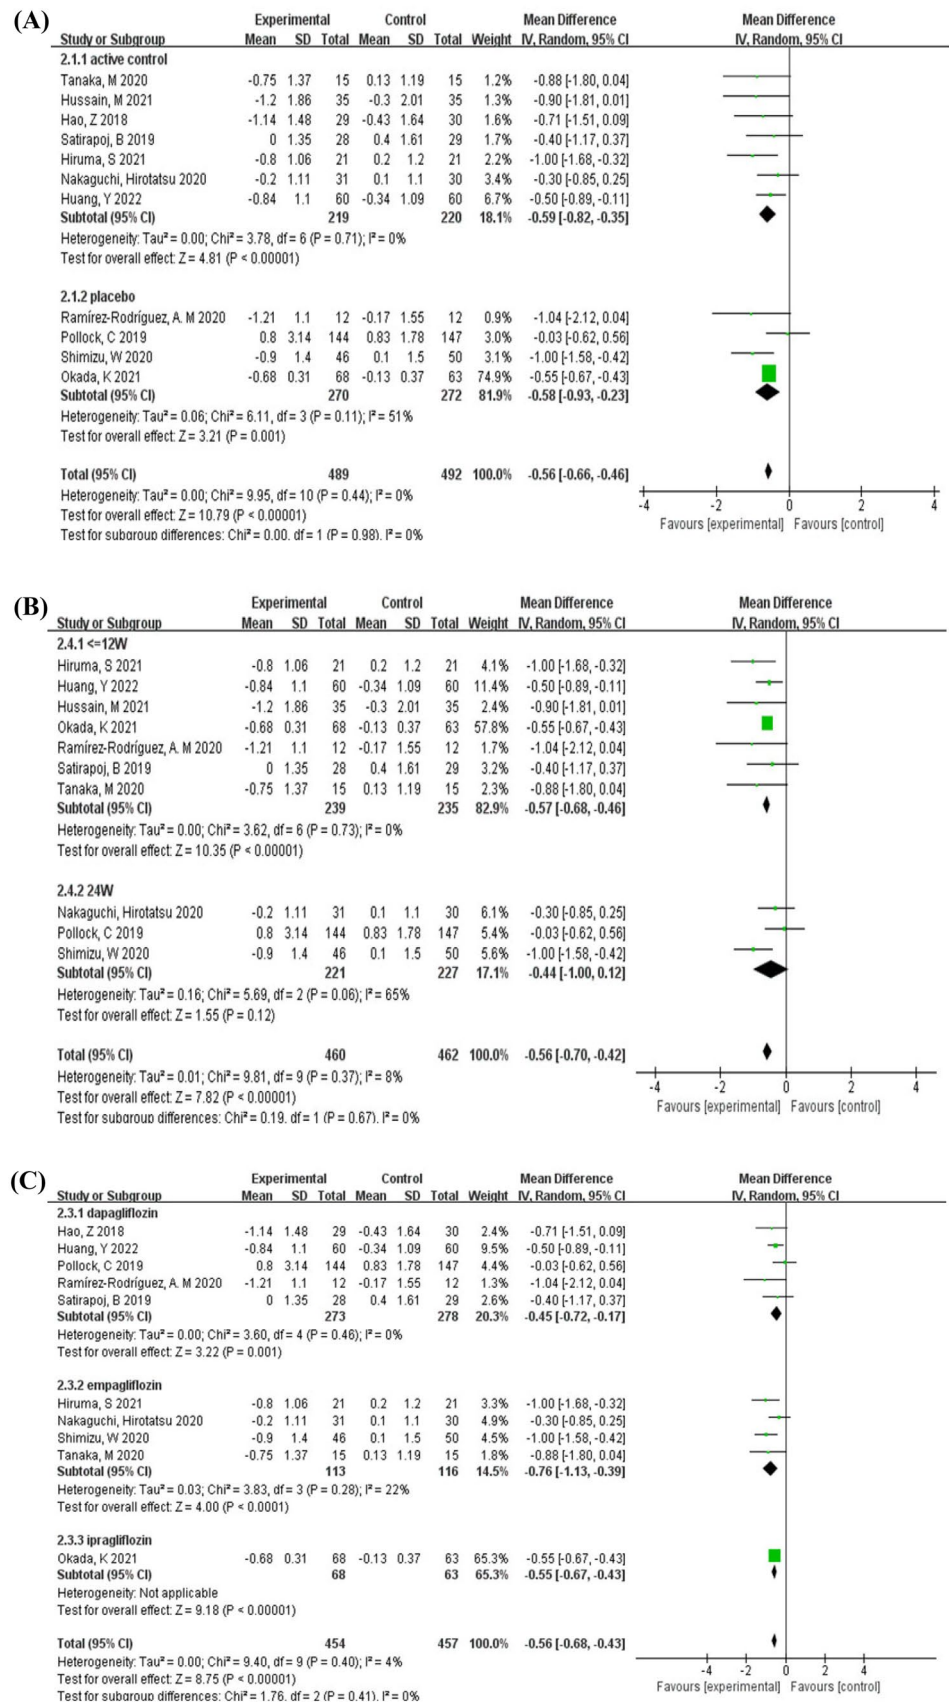 (A)
Experimental Control Mean Difference Mean Difference
Study or Subgroup Mean SD Total Mean SD Total Weight IV, Random, 95% CI IV, Random, 95% CI
2.1.1 active control
Tanaka, M 2020 -0.75 1.37 15 0.13 1.19 15 1.2% -0.88 [-1.80, 0.04]
Hussain, M 2021 -1.2 1.86 35 -0.3 2.01 35 1.3% -0.90 [-1.81, 0.01]
Hao, Z 2018 -1.14 1.48 29 -0.43 1.64 30 1.6% -0.71 [-1.51, 0.09]
Satirapoj, B 2019 0 1.35 28 0.4 1.61 29 1.7% -0.40 [-1.17, 0.37]
Hiruma, S 2021 -0.8 1.06 21 0.2 1.2 21 2.2% -1.00 [-1.68, -0.32]
Nakaguchi, Hirotatsu 2020 -0.2 1.11 31 0.1 1.1 30 3.4% -0.30 [-0.85, 0.25]
Huang, Y 2022 -0.84 1.1 60 -0.34 1.09 60 6.7% -0.50 [-0.89, -0.11]
Subtotal (95% CI) 219 220 18.1% -0.59 [-0.82, -0.35]
Heterogeneity: Tau² = 0.00; Chi² = 3.78, df = 6 (P = 0.71); I² = 0%
Test for overall effect: Z = 4.81 (P < 0.00001)
2.1.2 placebo
Ramírez-Rodríguez, A. M 2020 -1.21 1.1 12 -0.17 1.55 12 0.9% -1.04 [-2.12, 0.04]
Pollock, C 2019 0.8 3.14 144 0.83 1.78 147 3.0% -0.03 [-0.62, 0.56]
Shimizu, W 2020 -0.9 1.4 46 0.1 1.5 50 3.1% -1.00 [-1.58, -0.42]
Okada, K 2021 -0.68 0.31 68 -0.13 0.37 63 74.9% -0.55 [-0.67, -0.43]
Subtotal (95% CI) 270 272 81.9% -0.58 [-0.93, -0.23]
Heterogeneity: Tau² = 0.06; Chi² = 6.11, df = 3 (P = 0.11); I² = 51%
Test for overall effect: Z = 3.21 (P = 0.001)
Total (95% CI) 489 492 100.0% -0.56 [-0.66, -0.46]
Heterogeneity: Tau² = 0.00; Chi² = 9.95, df = 10 (P = 0.44); I² = 0%
Test for overall effect: Z = 10.79 (P < 0.00001)
Test for subgroup differences: Chi² = 0.00, df = 1 (P = 0.98), I² = 0%
-4 -2 0 2 4
Favours [experimental] Favours [control]
(B)
Experimental Control Mean Difference Mean Difference
Study or Subgroup Mean SD Total Mean SD Total Weight IV, Random, 95% CI IV, Random, 95% CI
2.4.1 <=12W
Hiruma, S 2021 -0.8 1.06 21 0.2 1.2 21 4.1% -1.00 [-1.68, -0.32]
Huang, Y 2022 -0.84 1.1 60 -0.34 1.09 60 11.4% -0.50 [-0.89, -0.11]
Hussain, M 2021 -1.2 1.86 35 -0.3 2.01 35 2.4% -0.90 [-1.81, 0.01]
Okada, K 2021 -0.68 0.31 68 -0.13 0.37 63 57.8% -0.55 [-0.67, -0.43]
Ramírez-Rodríguez, A. M 2020 -1.21 1.1 12 -0.17 1.55 12 1.7% -1.04 [-2.12, 0.04]
Satirapoj, B 2019 0 1.35 28 0.4 1.61 29 3.2% -0.40 [-1.17, 0.37]
Tanaka, M 2020 -0.75 1.37 15 0.13 1.19 15 2.3% -0.88 [-1.80, 0.04]
Subtotal (95% CI) 239 235 82.9% -0.57 [-0.68, -0.46]
Heterogeneity: Tau² = 0.00; Chi² = 3.62, df = 6 (P = 0.73); I² = 0%
Test for overall effect: Z = 10.35 (P < 0.00001)
2.4.2 24W
Nakaguchi, Hirotatsu 2020 -0.2 1.11 31 0.1 1.1 30 6.1% -0.30 [-0.85, 0.25]
Pollock, C 2019 0.8 3.14 144 0.83 1.78 147 5.4% -0.03 [-0.62, 0.56]
Shimizu, W 2020 -0.9 1.4 46 0.1 1.5 50 5.6% -1.00 [-1.58, -0.42]
Subtotal (95% CI) 221 227 17.1% -0.44 [-1.00, 0.12]
Heterogeneity: Tau² = 0.16; Chi² = 5.69, df = 2 (P = 0.06); I² = 65%
Test for overall effect: Z = 1.55 (P = 0.12)
Total (95% CI) 460 462 100.0% -0.56 [-0.70, -0.42]
Heterogeneity: Tau² = 0.01; Chi² = 9.81, df = 9 (P = 0.37); I² = 8%
Test for overall effect: Z = 7.82 (P < 0.00001)
Test for subgroup differences: Chi² = 0.19, df = 1 (P = 0.67), I² = 0%
-4 -2 0 2 4
Favours [experimental] Favours [control]
(C)
Experimental Control Mean Difference Mean Difference
Study or Subgroup Mean SD Total Mean SD Total Weight IV, Random, 95% CI IV, Random, 95% CI
2.3.1 dapagliflozin
Hao, Z 2018 -1.14 1.48 29 -0.43 1.64 30 2.4% -0.71 [-1.51, 0.09]
Huang, Y 2022 -0.84 1.1 60 -0.34 1.09 60 9.5% -0.50 [-0.89, -0.11]
Pollock, C 2019 0.8 3.14 144 0.83 1.78 147 4.4% -0.03 [-0.62, 0.56]
Ramírez-Rodríguez, A. M 2020 -1.21 1.1 12 -0.17 1.55 12 1.3% -1.04 [-2.12, 0.04]
Satirapoj, B 2019 0 1.35 28 0.4 1.61 29 2.6% -0.40 [-1.17, 0.37]
Subtotal (95% CI) 273 278 20.3% -0.45 [-0.72, -0.17]
Heterogeneity: Tau² = 0.00; Chi² = 3.60, df = 4 (P = 0.46); I² = 0%
Test for overall effect: Z = 3.22 (P = 0.001)
2.3.2 empagliflozin
Hiruma, S 2021 -0.8 1.06 21 0.2 1.2 21 3.3% -1.00 [-1.68, -0.32]
Nakaguchi, Hirotatsu 2020 -0.2 1.11 31 0.1 1.1 30 4.9% -0.30 [-0.85, 0.25]
Shimizu, W 2020 -0.9 1.4 46 0.1 1.5 50 4.5% -1.00 [-1.58, -0.42]
Tanaka, M 2020 -0.75 1.37 15 0.13 1.19 15 1.8% -0.88 [-1.80, 0.04]
Subtotal (95% CI) 113 116 14.5% -0.76 [-1.13, -0.39]
Heterogeneity: Tau² = 0.03; Chi² = 3.83, df = 3 (P = 0.28); I² = 22%
Test for overall effect: Z = 4.00 (P < 0.0001)
2.3.3 ipragliflozin
Okada, K 2021 -0.68 0.31 68 -0.13 0.37 63 65.3% -0.55 [-0.67, -0.43]
Subtotal (95% CI) 68 63 65.3% -0.55 [-0.67, -0.43]
Heterogeneity: Not applicable
Test for overall effect: Z = 9.18 (P < 0.00001)
Total (95% CI) 454 457 100.0% -0.56 [-0.68, -0.43]
Heterogeneity: Tau² = 0.00; Chi² = 9.40, df = 9 (P = 0.40); I² = 4%
Test for overall effect: Z = 8.75 (P < 0.00001)
Test for subgroup differences: Chi² = 1.76, df = 2 (P = 0.41), I² = 0%
-4 -2 0 2 4
Favours [experimental] Favours [control]